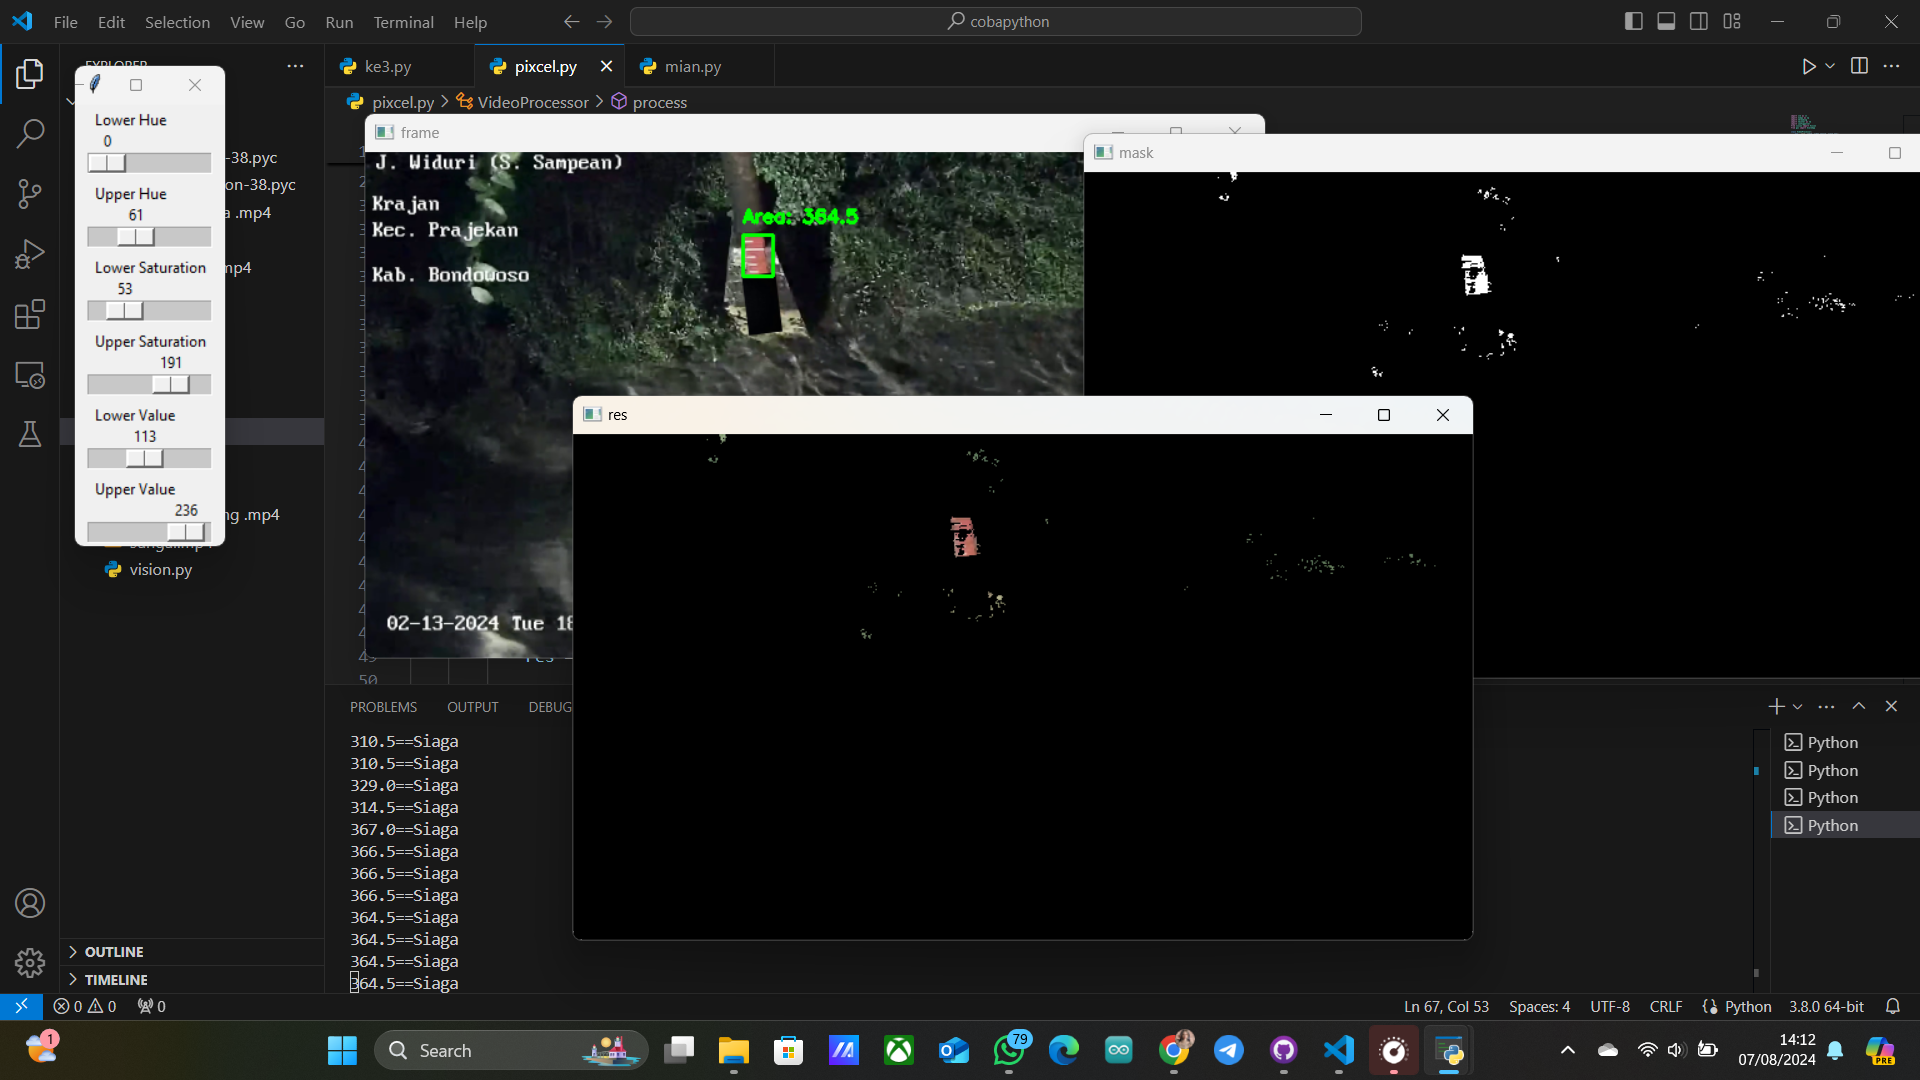 File Edit Selection View Go Run Terminal Help
cobapython
EXPLORER
ke3.py
pixcel.py
mian.py
pixcel.py > VideoProcessor > process
Lower Hue
0
Upper Hue
61
Lower Saturation
53
Upper Saturation
191
Lower Value
113
Upper Value
236
-38.pyc
on-38.pyc
a .mp4
mp4
ng .mp4
vision.py
frame
J. Widuri (S. Sampean)
Krajan
Kec. Prajekan
Kab. Bondowoso
Area: 364.5
02-13-2024 Tue 18
mask
res
49
50
PROBLEMS OUTPUT DEBUG
310.5==Siaga
310.5==Siaga
329.0==Siaga
314.5==Siaga
367.0==Siaga
366.5==Siaga
366.5==Siaga
366.5==Siaga
364.5==Siaga
364.5==Siaga
364.5==Siaga
364.5==Siaga
Python
Python
Python
Python
OUTLINE
TIMELINE
0 0 0
Ln 67, Col 53 Spaces: 4 UTF-8 CRLF Python 3.8.0 64-bit
1
Search
79
14:12
07/08/2024
PRE